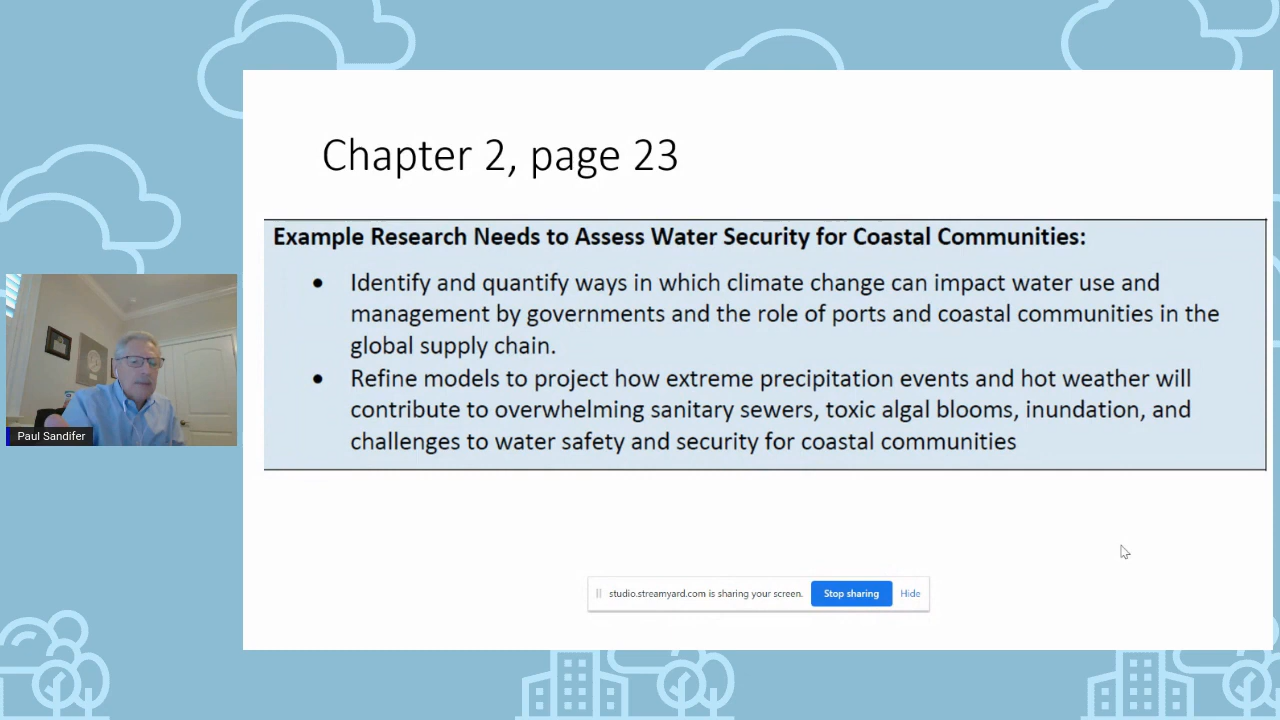 Chapter 2, page 23
Example Research Needs to Assess Water Security for Coastal Communities:
• Identify and quantify ways in which climate change can impact water use and
management by governments and the role of ports and coastal communities in the
global supply chain.
• Refine models to project how extreme precipitation events and hot weather will
contribute to overwhelming sanitary sewers, toxic algal blooms, inundation, and
challenges to water safety and security for coastal communities
Paul Sandifer
studio.streamyard.com is sharing your screen.
Stop sharing
Hide